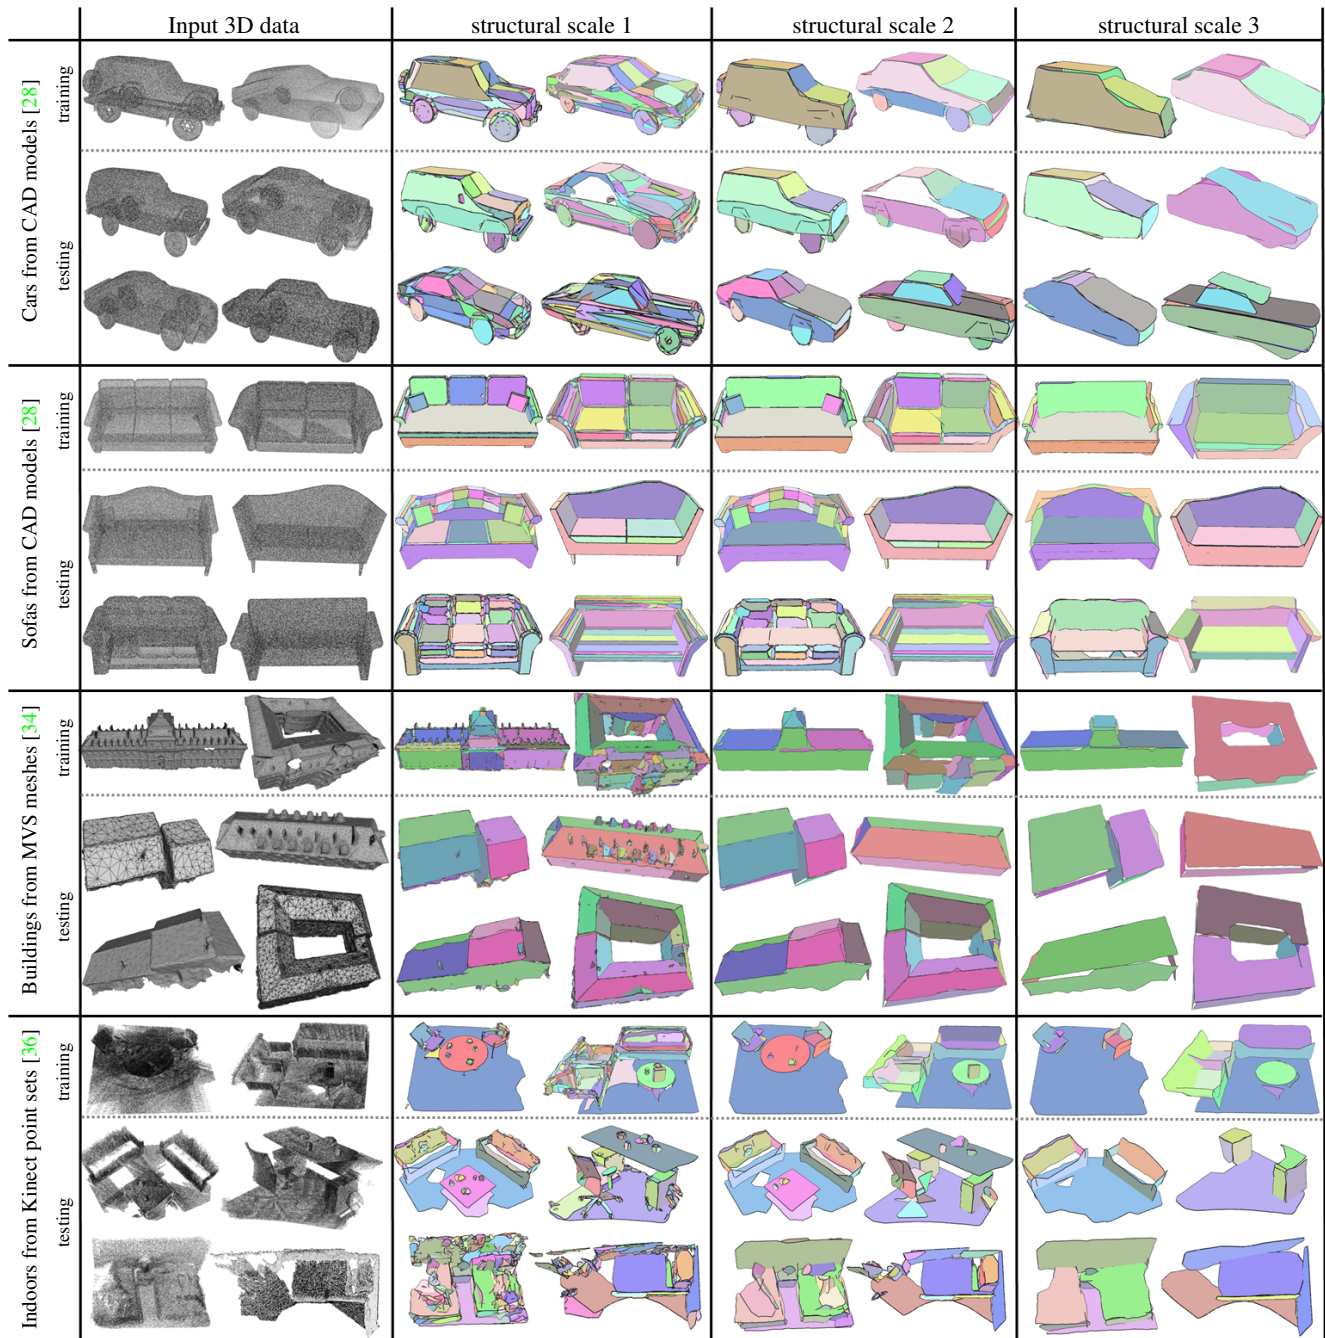 Input 3D data
structural scale 1
structural scale 2
structural scale 3
Cars from CAD models [28]
training
testing
Sofas from CAD models [28]
training
testing
Buildings from MVS meshes [34]
training
testing
Indoors from Kinect point sets [36]
training
testing